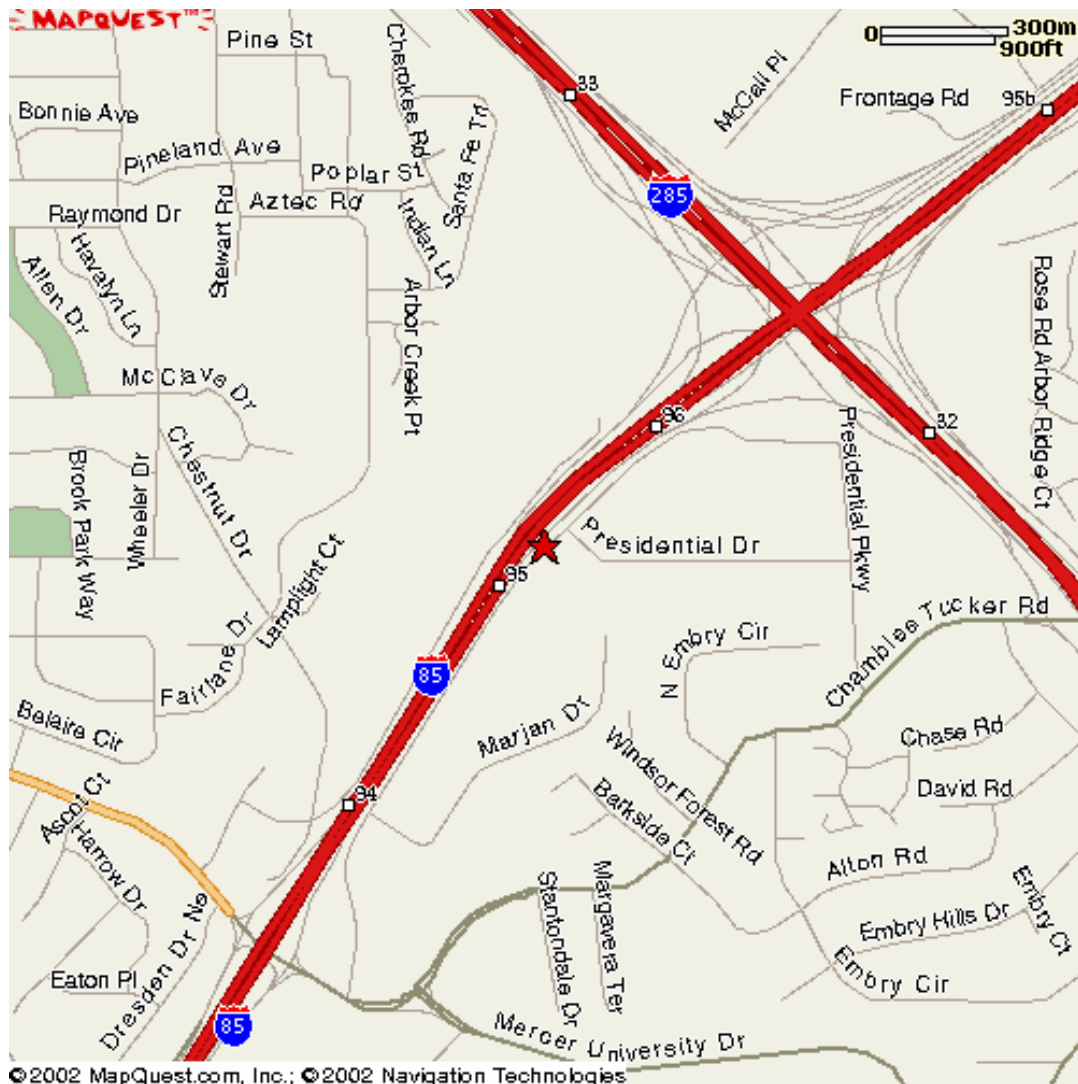 MAPQUEST™
Pine St
Cherokee Rd
33
McCall Pl
0 300m
900ft
Frontage Rd
95b
Bonnie Ave
Santa Fe Trl
Pineland Ave
Poplar St
285
Aztec Rd
Raymond Dr
Stewart Rd
Indian Ln
Havalyn Ln
Allen Dr
Arbor Creek Pt
Rose Rd
Arbor Ridge Ct
Mc Clave Dr
96
32
Presidential Pkwy
Chestnut Dr
Brook Park Way
Wheeler Dr
Presidential Dr
Lamplight Ct
95
Chamblee Tucker Rd
Fairlane Dr
N Embry Cir
85
Belaire Cir
Marjan Dr
Windsor Forest Rd
Chase Rd
David Rd
94
Ascot Ct
Barkside Ct
Harrow Dr
Alton Rd
Stantondale Dr
Margavera Ter
Embry Hills Dr
Embry Ct
Dresden Dr Ne
Eaton Pl
Embry Cir
85
Mercer University Dr
©2002 MapQuest.com, Inc.; ©2002 Navigation Technologies